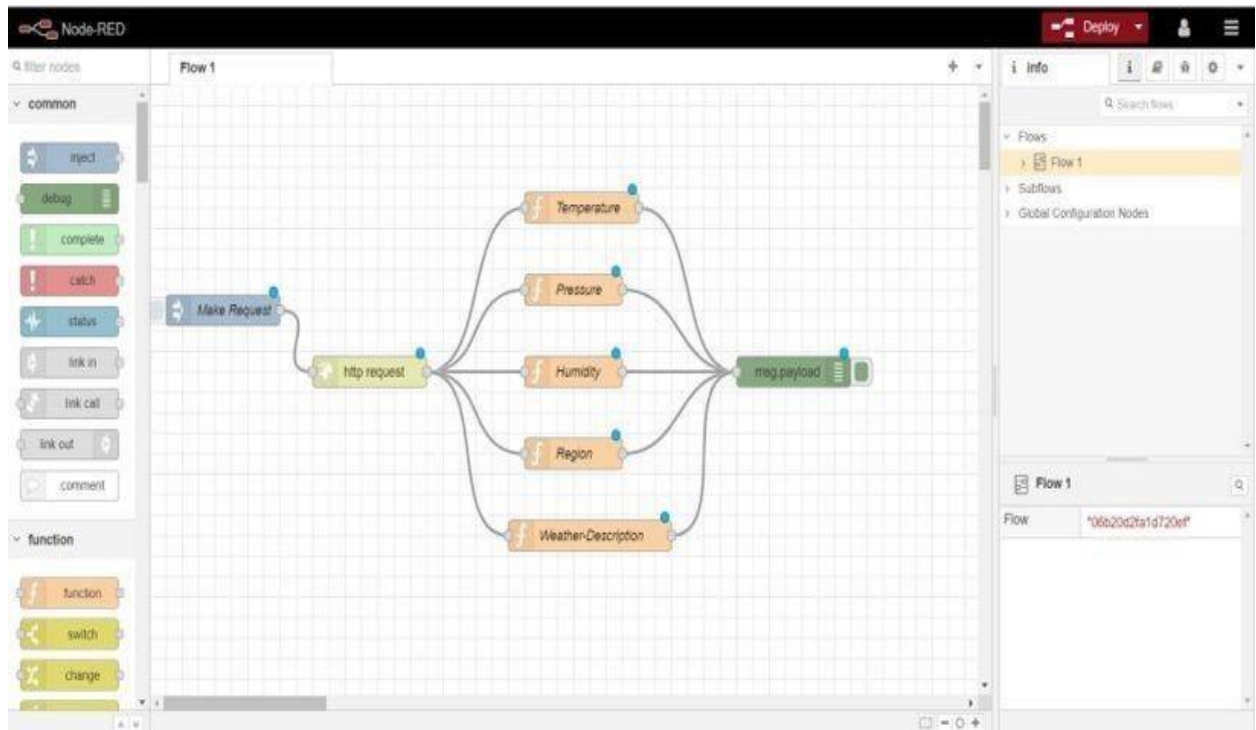 Node-RED
Deploy
filter nodes
Flow 1
info
common
Search flows
inject
Flows
Flow 1
debug
Temperature
Subflows
complete
Global Configuration Nodes
catch
Pressure
Make Request
status
link in
http request
Humidity
msg.payload
link call
link out
Region
comment
Flow 1
Flow
"06b20d2fa1d720ef"
Weather-Description
function
function
switch
change